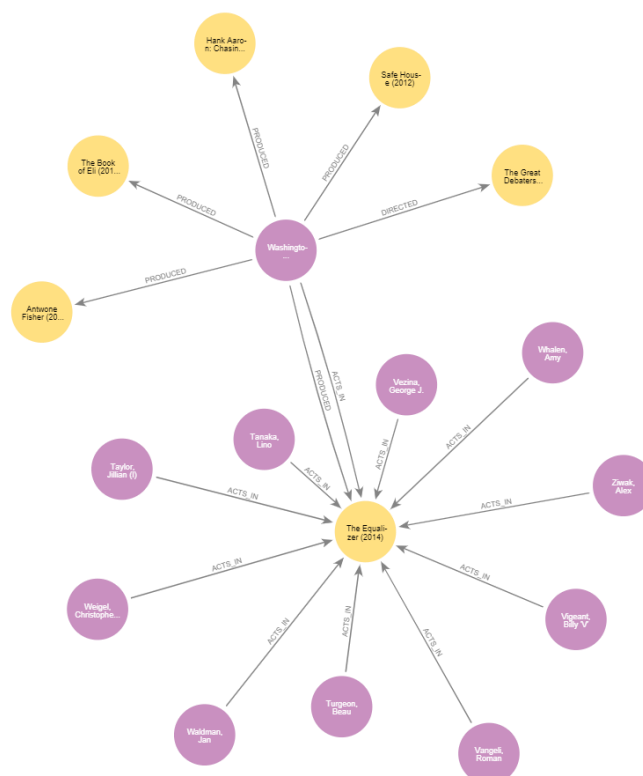 Hank Aaro-
n: Chasin...
Safe Hous-
e (2012)
PRODUCED
PRODUCED
The Book
of Eli (201...
PRODUCED
DIRECTED
The Great
Debaters...
Washingto-
...
PRODUCED
Antwone
Fisher (20...
PRODUCED
ACTS_IN
Whalen,
Amy
Vezina,
George J.
ACTS_IN
ACTS_IN
Tanaka,
Lino
ACTS_IN
Taylor,
Jillian (I)
ACTS_IN
Ziwak,
Alex
ACTS_IN
The Equali-
zer (2014)
ACTS_IN
Weigel,
Christophe...
ACTS_IN
Vigeant,
Billy 'V'
ACTS_IN
ACTS_IN
ACTS_IN
Turgeon,
Beau
Waldman,
Jan
Vangeli,
Roman